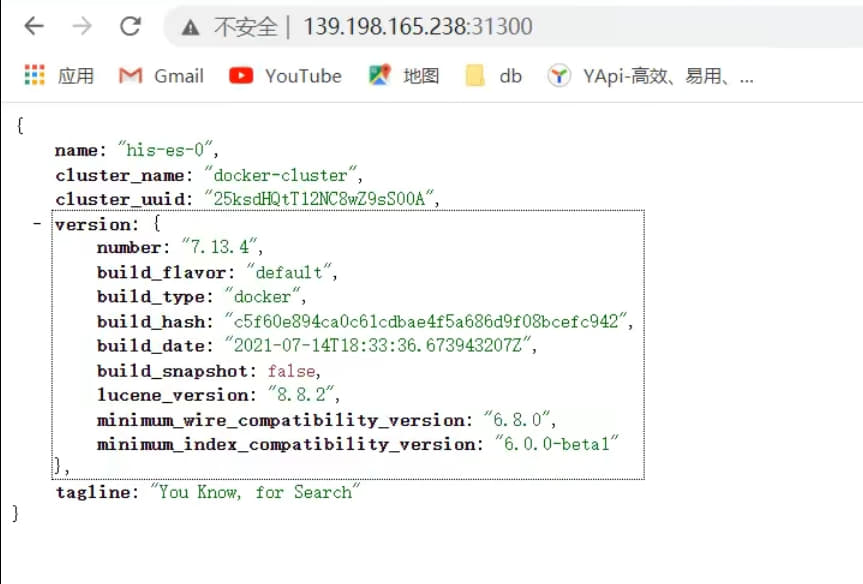 不安全 | 139.198.165.238:31300
应用 Gmail YouTube 地图 db YApi-高效、易用、...
{
name: "his-es-0",
cluster_name: "docker-cluster",
cluster_uuid: "25ksdHQtT12NC8wZ9sS00A",
- version: {
number: "7.13.4",
build_flavor: "default",
build_type: "docker",
build_hash: "c5f60e894ca0c61cdbae4f5a686d9f08bcefc942",
build_date: "2021-07-14T18:33:36.673943207Z",
build_snapshot: false,
lucene_version: "8.8.2",
minimum_wire_compatibility_version: "6.8.0",
minimum_index_compatibility_version: "6.0.0-beta1"
},
tagline: "You Know, for Search"
}